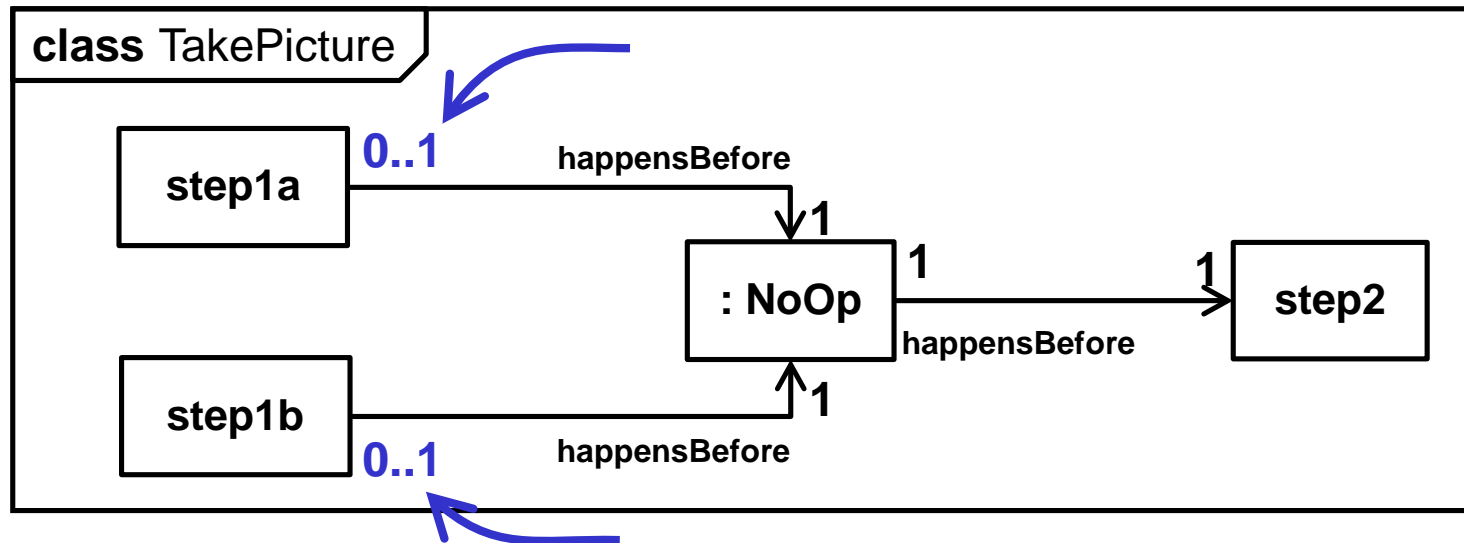 class TakePicture
0..1
happensBefore
step1a
1
1
1
: NoOp
step2
happensBefore
1
step1b
0..1
happensBefore